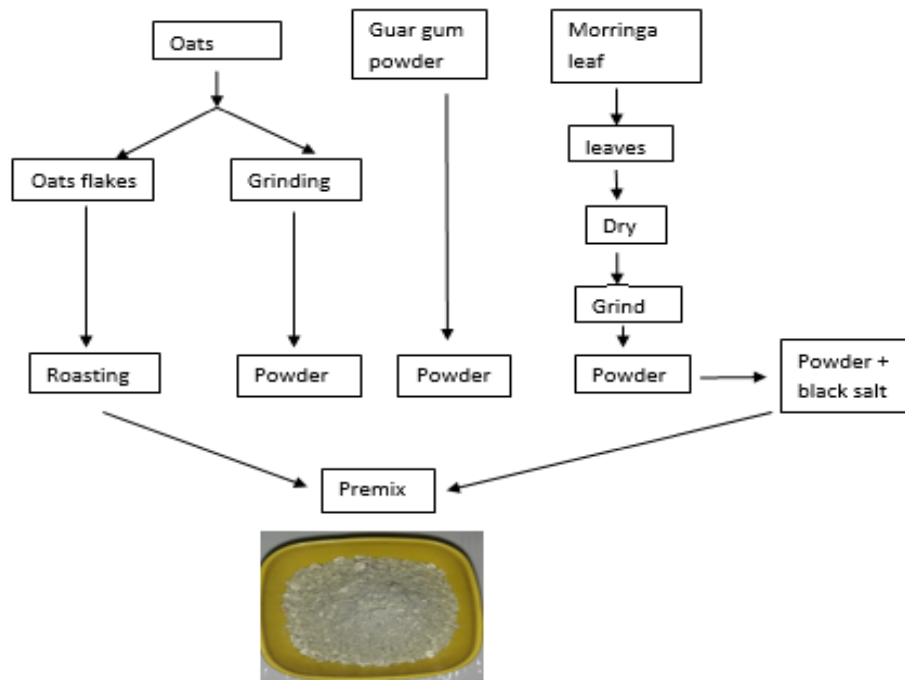 Oats
Guar gum
powder
Morringa
leaf
leaves
Oats flakes
Grinding
Dry
Grind
Roasting
Powder
Powder
Powder
Powder +
black salt
Premix